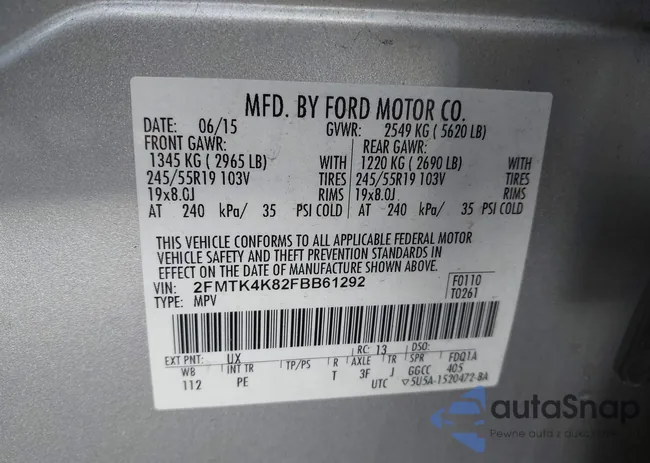 MFD. BY FORD MOTOR CO.
DATE: 06/15 GVWR: 2549 KG ( 5620 LB)
FRONT GAWR: REAR GAWR:
1345 KG ( 2965 LB) WITH 1220 KG ( 2690 LB) WITH
245/55R19 103V TIRES 245/55R19 103V TIRES
19x8.0J RIMS 19x8.0J RIMS
AT 240 kPa/ 35 PSI COLD AT 240 kPa/ 35 PSI COLD
THIS VEHICLE CONFORMS TO ALL APPLICABLE FEDERAL MOTOR
VEHICLE SAFETY AND THEFT PREVENTION STANDARDS IN
EFFECT ON THE DATE OF MANUFACTURE SHOWN ABOVE.
VIN: 2FMTK4K82FBB61292 F0110
TYPE: MPV T0261
EXT PNT: UX RC: 13 DSO: FDQ1A
WB INT TR TP/PS R AXLE TR SPR 405
112 PE T 3F J GGCC
UTC ▽5U5A-1520472-BA
autaSnap
Pewne auta z dostawą